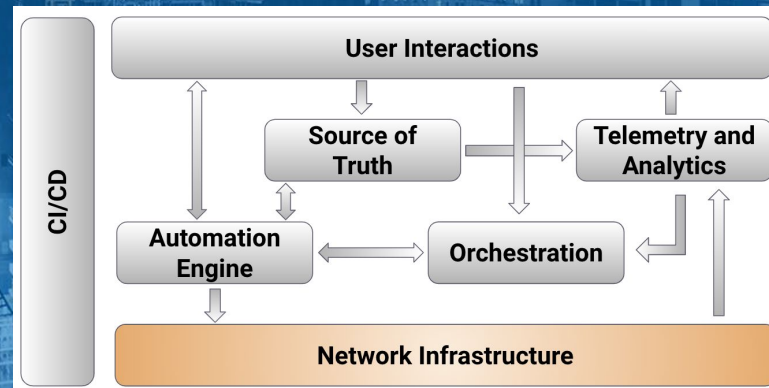 CI/CD
User Interactions
Source of
Truth
Telemetry and
Analytics
Automation
Engine
Orchestration
Network Infrastructure